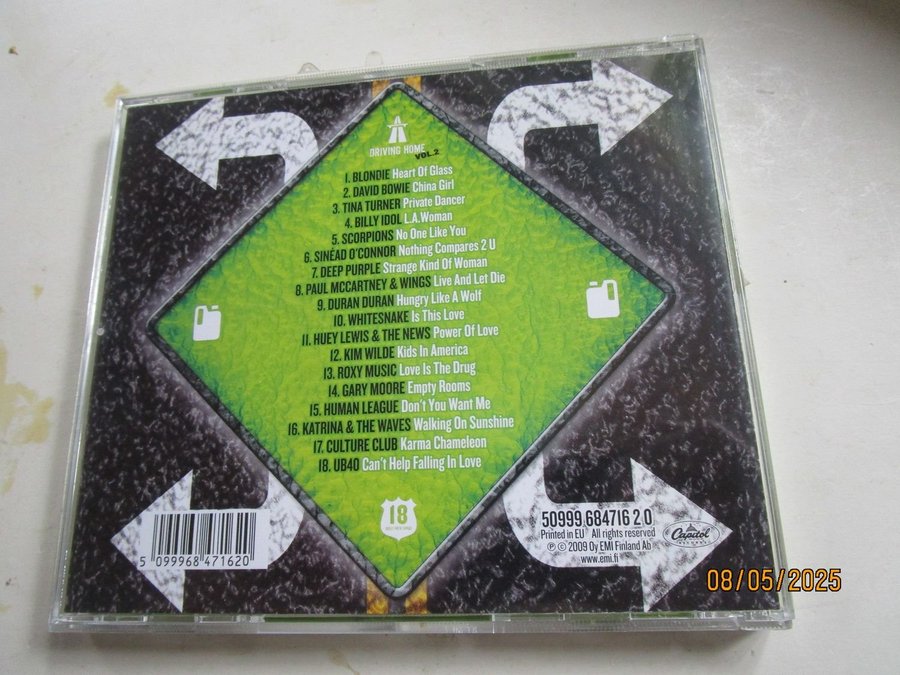 DRIVING HOME
VOL.2
1. BLONDIE Heart Of Glass
2. DAVID BOWIE China Girl
3. TINA TURNER Private Dancer
4. BILLY IDOL L.A.Woman
5. SCORPIONS No One Like You
6. SINÉAD O'CONNOR Nothing Compares 2 U
7. DEEP PURPLE Strange Kind Of Woman
8. PAUL MCCARTNEY & WINGS Live And Let Die
9. DURAN DURAN Hungry Like A Wolf
10. WHITESNAKE Is This Love
11. HUEY LEWIS & THE NEWS Power Of Love
12. KIM WILDE Kids In America
13. ROXY MUSIC Love Is The Drug
14. GARY MOORE Empty Rooms
15. HUMAN LEAGUE Don't You Want Me
16. KATRINA & THE WAVES Walking On Sunshine
17. CULTURE CLUB Karma Chameleon
18. UB40 Can't Help Falling In Love
18
5 099968 471620
50999 684716 2 0
Printed in EU All rights reserved
℗ © 2009 Oy EMI Finland Ab
www.emi.fi
Capitol
RECORDS
08/05/2025